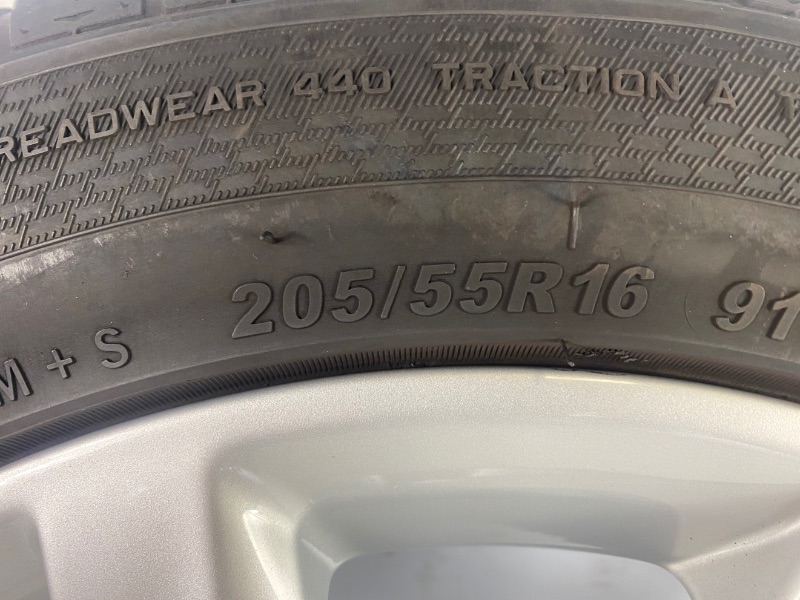 READWEAR 440 TRACTION A
M + S 205/55R16 91